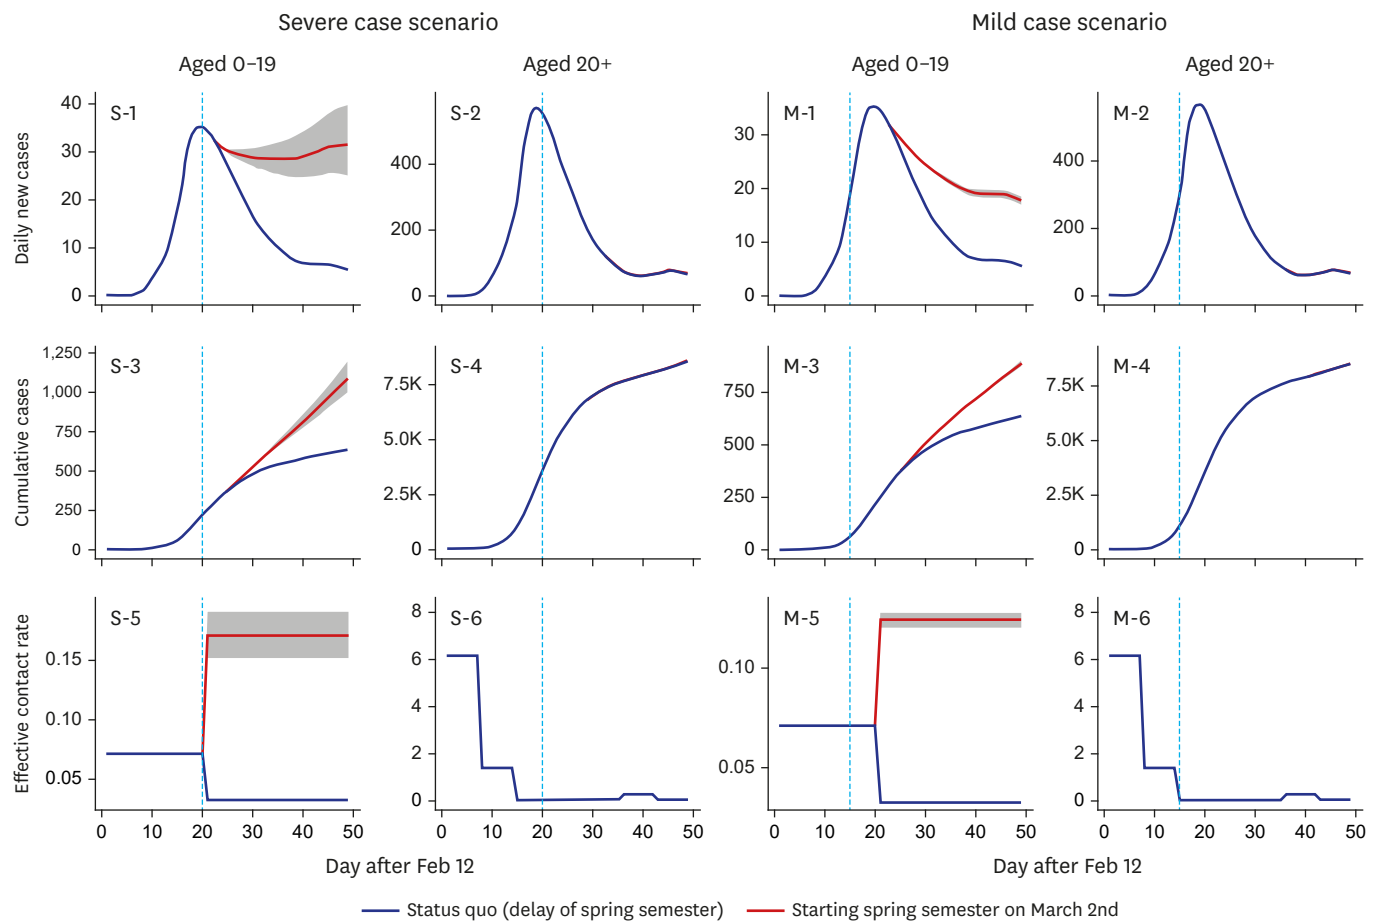 Severe case scenario
Mild case scenario
Aged 0–19
Aged 20+
Aged 0–19
Aged 20+
Daily new cases
S-1
40
30
20
10
0
S-2
400
200
0
M-1
30
20
10
0
M-2
400
200
0
Cumulative cases
S-3
1,250
1,000
750
500
250
0
S-4
7.5K
5.0K
2.5K
0
M-3
750
500
250
0
M-4
7.5K
5.0K
2.5K
0
Effective contact rate
S-5
0.15
0.10
0.05
S-6
8
6
4
2
0
M-5
0.10
0.05
M-6
8
6
4
2
0
0 10 20 30 40 50
0 10 20 30 40 50
0 10 20 30 40 50
0 10 20 30 40 50
Day after Feb 12
Day after Feb 12
Status quo (delay of spring semester)
Starting spring semester on March 2nd